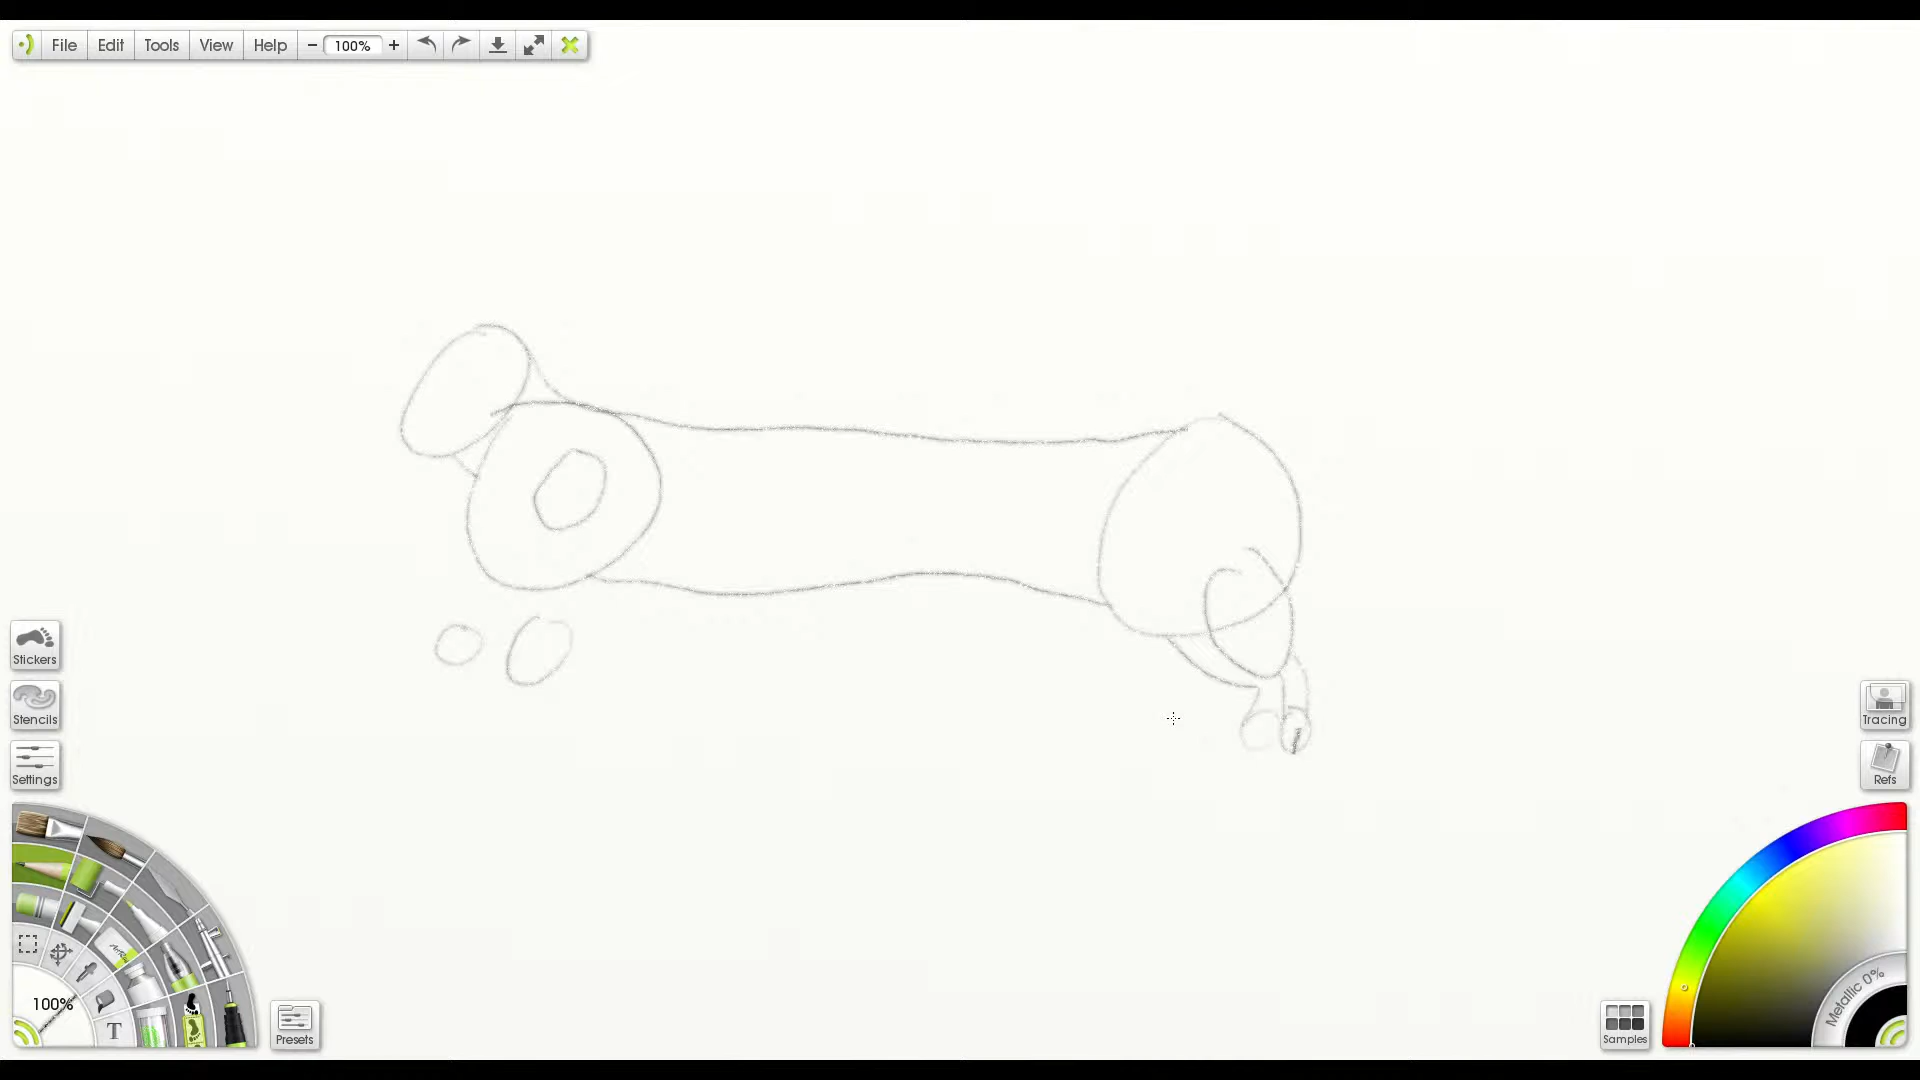 File Edit Tools View Help − 100% +
Stickers
Stencils
Settings
Tracing
Refs
100%
T
Presets
Metallic 0%
Samples